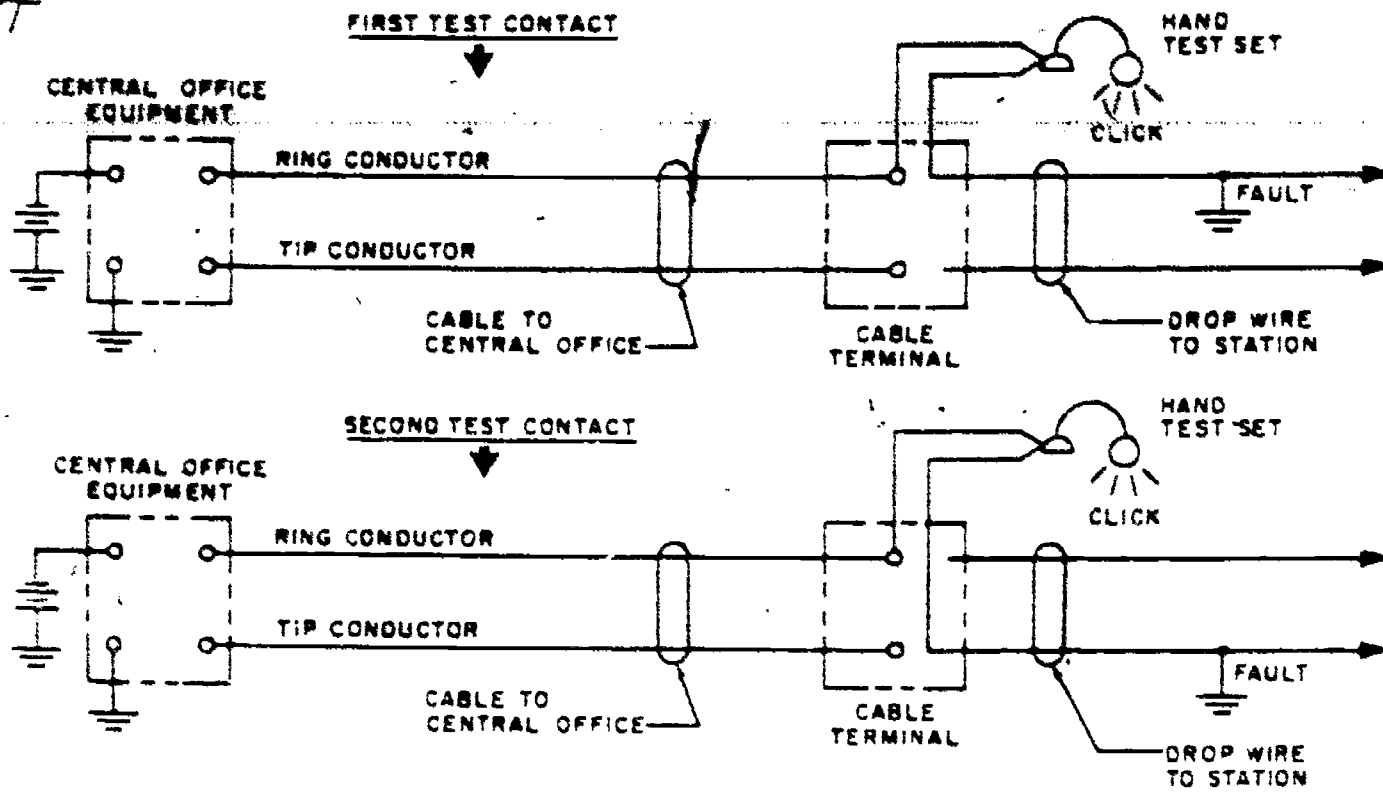 FIRST TEST CONTACT
HAND
TEST SET
CENTRAL OFFICE
EQUIPMENT
CLICK
RING CONDUCTOR
FAULT
TIP CONDUCTOR
CABLE TO
CENTRAL OFFICE
CABLE
TERMINAL
DROP WIRE
TO STATION
SECOND TEST CONTACT
HAND
TEST SET
CENTRAL OFFICE
EQUIPMENT
CLICK
RING CONDUCTOR
TIP CONDUCTOR
FAULT
CABLE TO
CENTRAL OFFICE
CABLE
TERMINAL
DROP WIRE
TO STATION